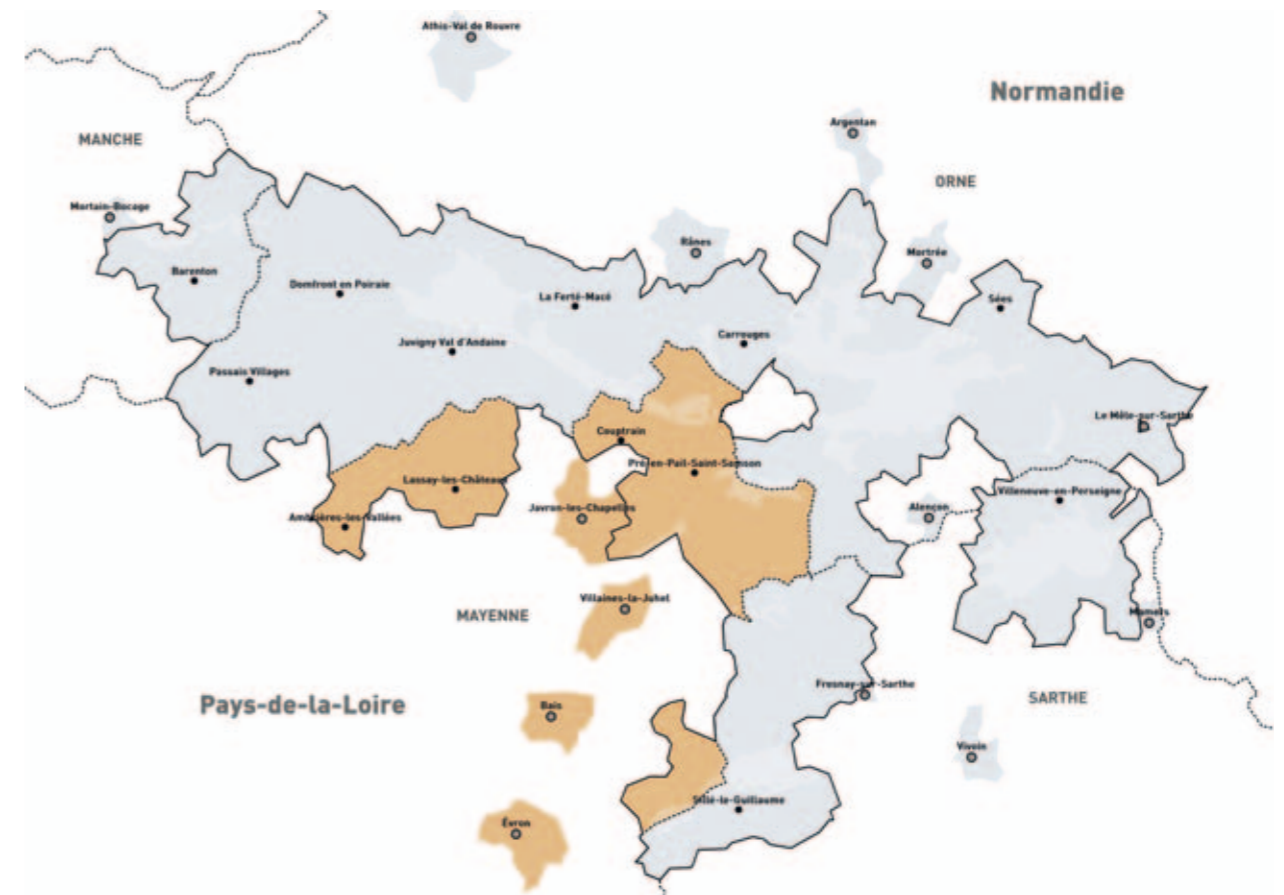 Athis-Val de Rouvre
Normandie
Argentan
MANCHE
ORNE
Mortain-Bocage
Rânes
Mortrée
Barenton
Domfront en Poiraie
La Ferté-Macé
Sées
Carrouges
Juvigny Val d'Andaine
Passais Villages
Le Mêle-sur-Sarthe
Couptrain
Pré-en-Pail-Saint-Samson
Lassay-les-Châteaux
Villeneuve-en-Perseigne
Javron-les-Chapelles
Alençon
Ambrières-les-Vallées
Villaines-la-Juhel
MAYENNE
Mamers
Fresnay-sur-Sarthe
SARTHE
Pays-de-la-Loire
Bais
Vivoin
Sillé-le-Guillaume
Évron